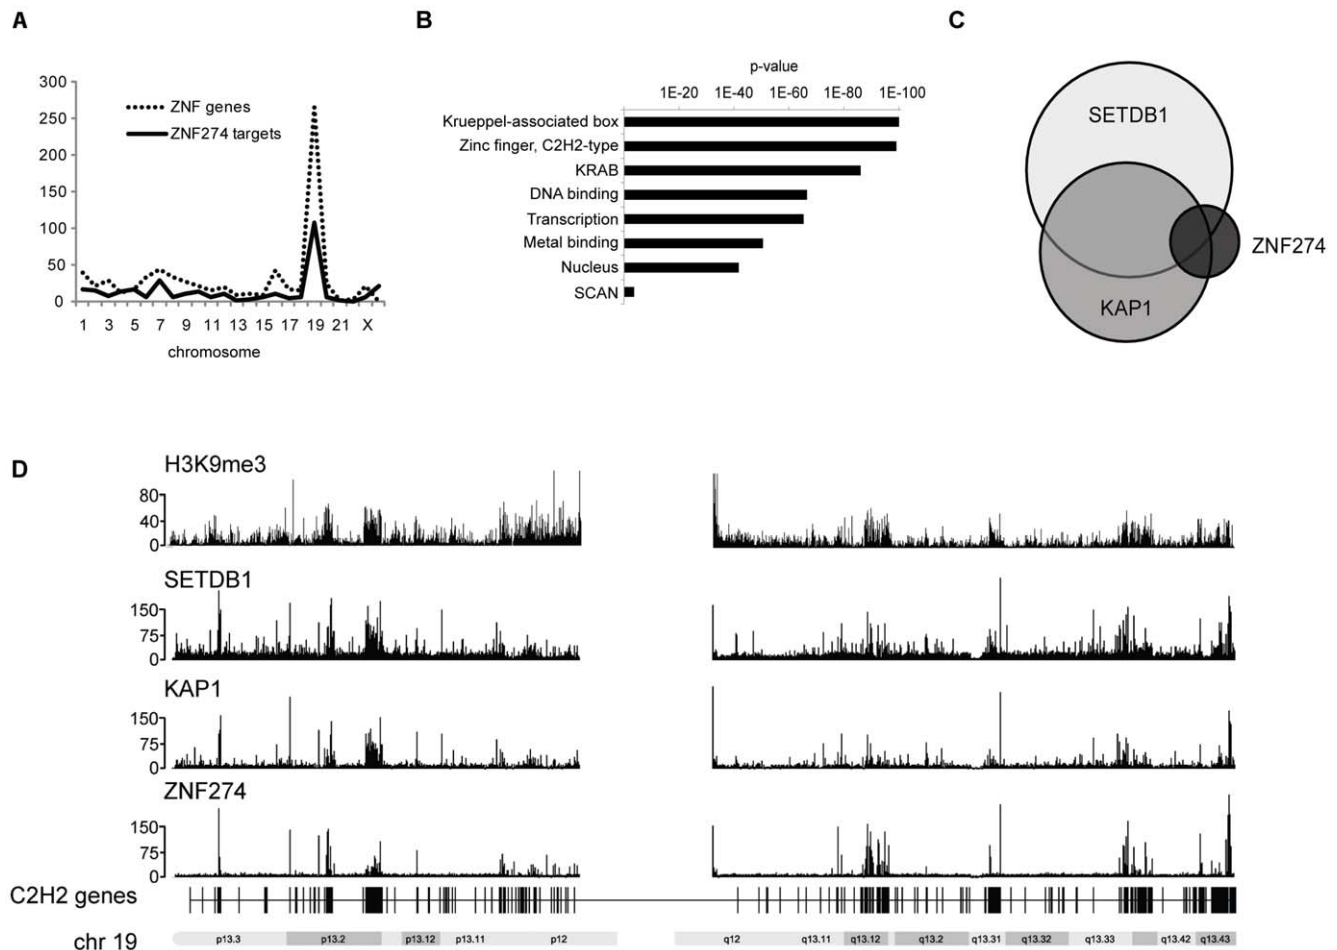 A
300
250
200
150
100
50
0
ZNF genes
ZNF274 targets
1 3 5 7 9 11 13 15 17 19 21 X
chromosome
B
p-value
1E-20 1E-40 1E-60 1E-80 1E-100
Krueppel-associated box
Zinc finger, C2H2-type
KRAB
DNA binding
Transcription
Metal binding
Nucleus
SCAN
C
SETDB1
ZNF274
KAP1
D
H3K9me3
80
40
0
SETDB1
150
75
0
KAP1
150
75
0
ZNF274
150
75
0
C2H2 genes
chr 19
p13.3 p13.2 p13.12 p13.11 p12 q12 q13.11 q13.12 q13.2 q13.31 q13.32 q13.33 q13.42 q13.43